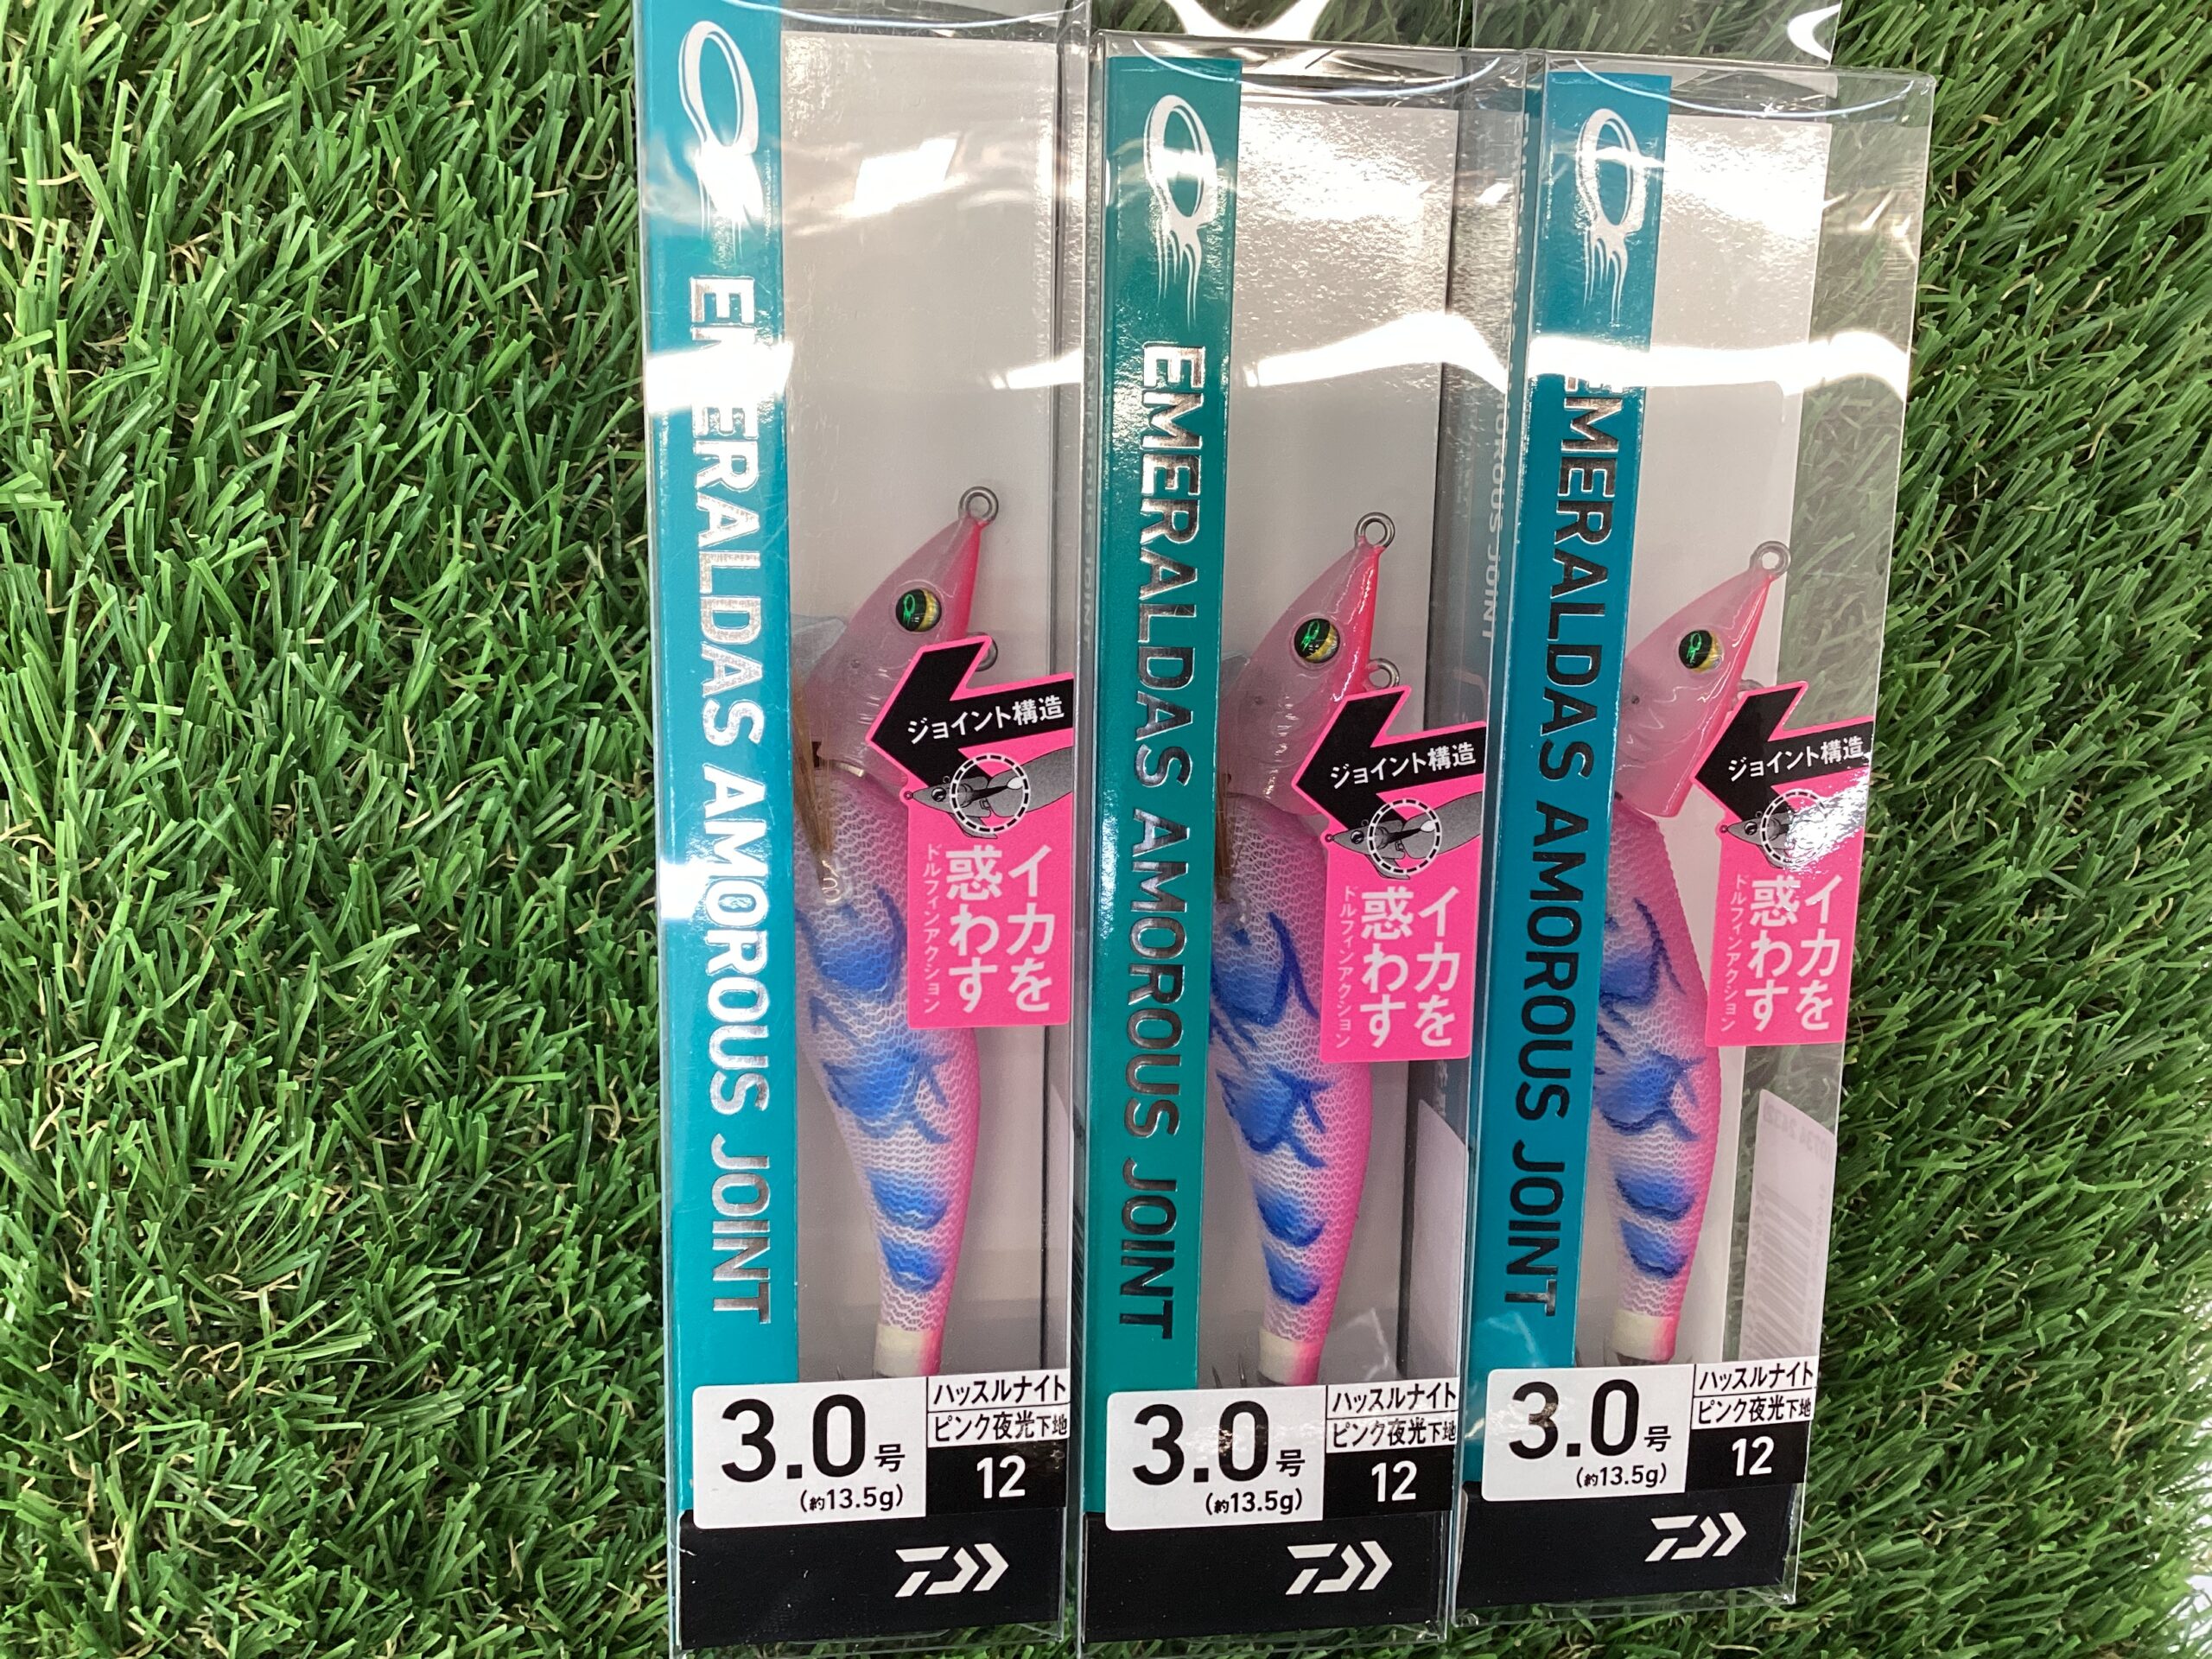 EMERALDAS AMOROUS JOINT
ジョイント構造
イカを
惑わす
ドルフィンアクション
3.0号
(約13.5g)
ハッスルナイト
ピンク夜光下地
12
EMERALDAS AMOROUS JOINT
ジョイント構造
イカを
惑わす
ドルフィンアクション
3.0号
(約13.5g)
ハッスルナイト
ピンク夜光下地
12
EMERALDAS AMOROUS JOINT
ジョイント構造
イカを
惑わす
ドルフィンアクション
3.0号
(約13.5g)
ハッスルナイト
ピンク夜光下地
12